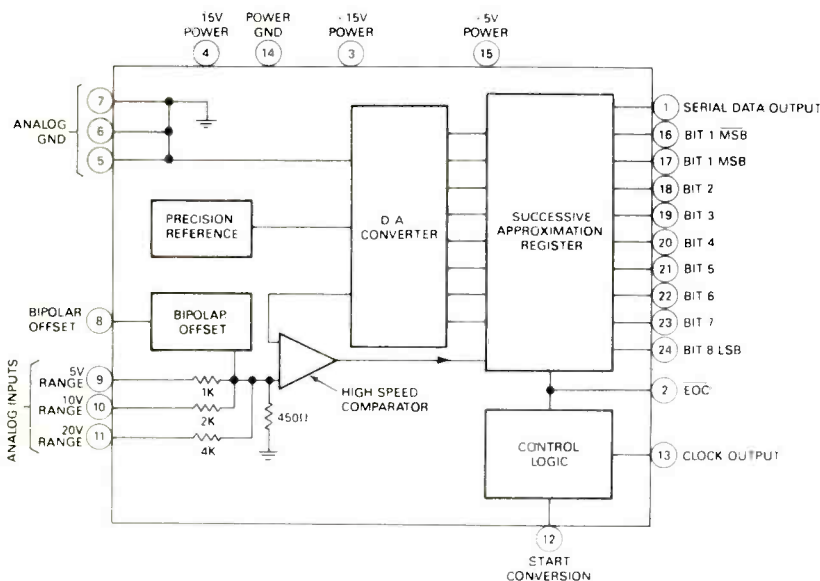 15V
POWER
4
POWER
GND
14
· 15V
POWER
3
· 5V
POWER
15
ANALOG
GND
7
6
5
PRECISION
REFERENCE
D A
CONVERTER
SUCCESSIVE
APPROXIMATION
REGISTER
1 SERIAL DATA OUTPUT
16 BIT 1 M̅S̅B̅
17 BIT 1 MSB
18 BIT 2
19 BIT 3
20 BIT 4
21 BIT 5
22 BIT 6
23 BIT 7
24 BIT 8 LSB
BIPOLAR
OFFSET
8
BIPOLAR
OFFSET
ANALOG INPUTS
5V
RANGE
9
1K
10V
RANGE
10
2K
20V
RANGE
11
4K
450Ω
HIGH SPEED
COMPARATOR
2 E̅O̅C̅
CONTROL
LOGIC
13 CLOCK OUTPUT
12
START
CONVERSION